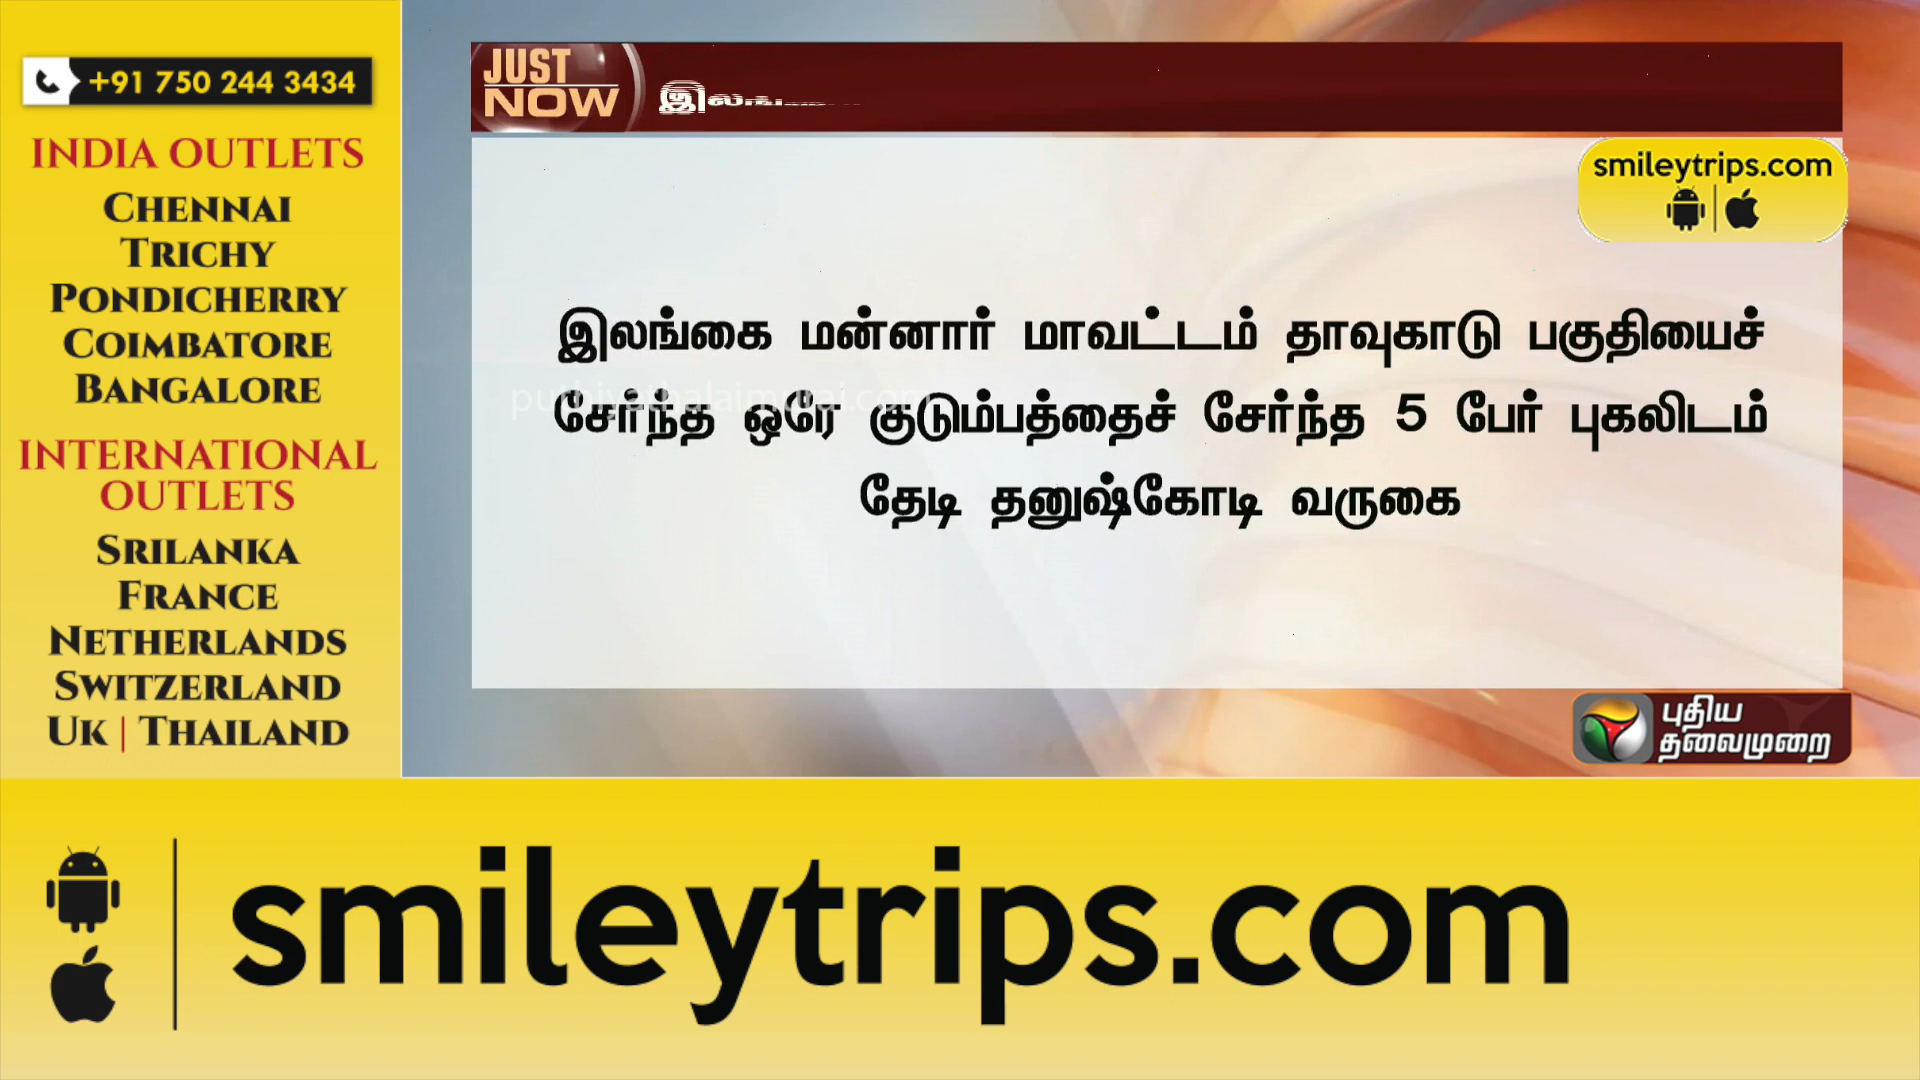 +91 750 244 3434
INDIA OUTLETS
CHENNAI
TRICHY
PONDICHERRY
COIMBATORE
BANGALORE
INTERNATIONAL
OUTLETS
SRILANKA
FRANCE
NETHERLANDS
SWITZERLAND
UK | THAILAND
JUST
NOW
smileytrips.com
இலங்கை மன்னார் மாவட்டம் தாவுகாடு பகுதியைச்
puthiyathalaimurai.com
சேர்ந்த ஒரே குடும்பத்தைச் சேர்ந்த 5 பேர் புகலிடம்
தேடி தனுஷ்கோடி வருகை
புதிய
தலைமுறை
smileytrips.com